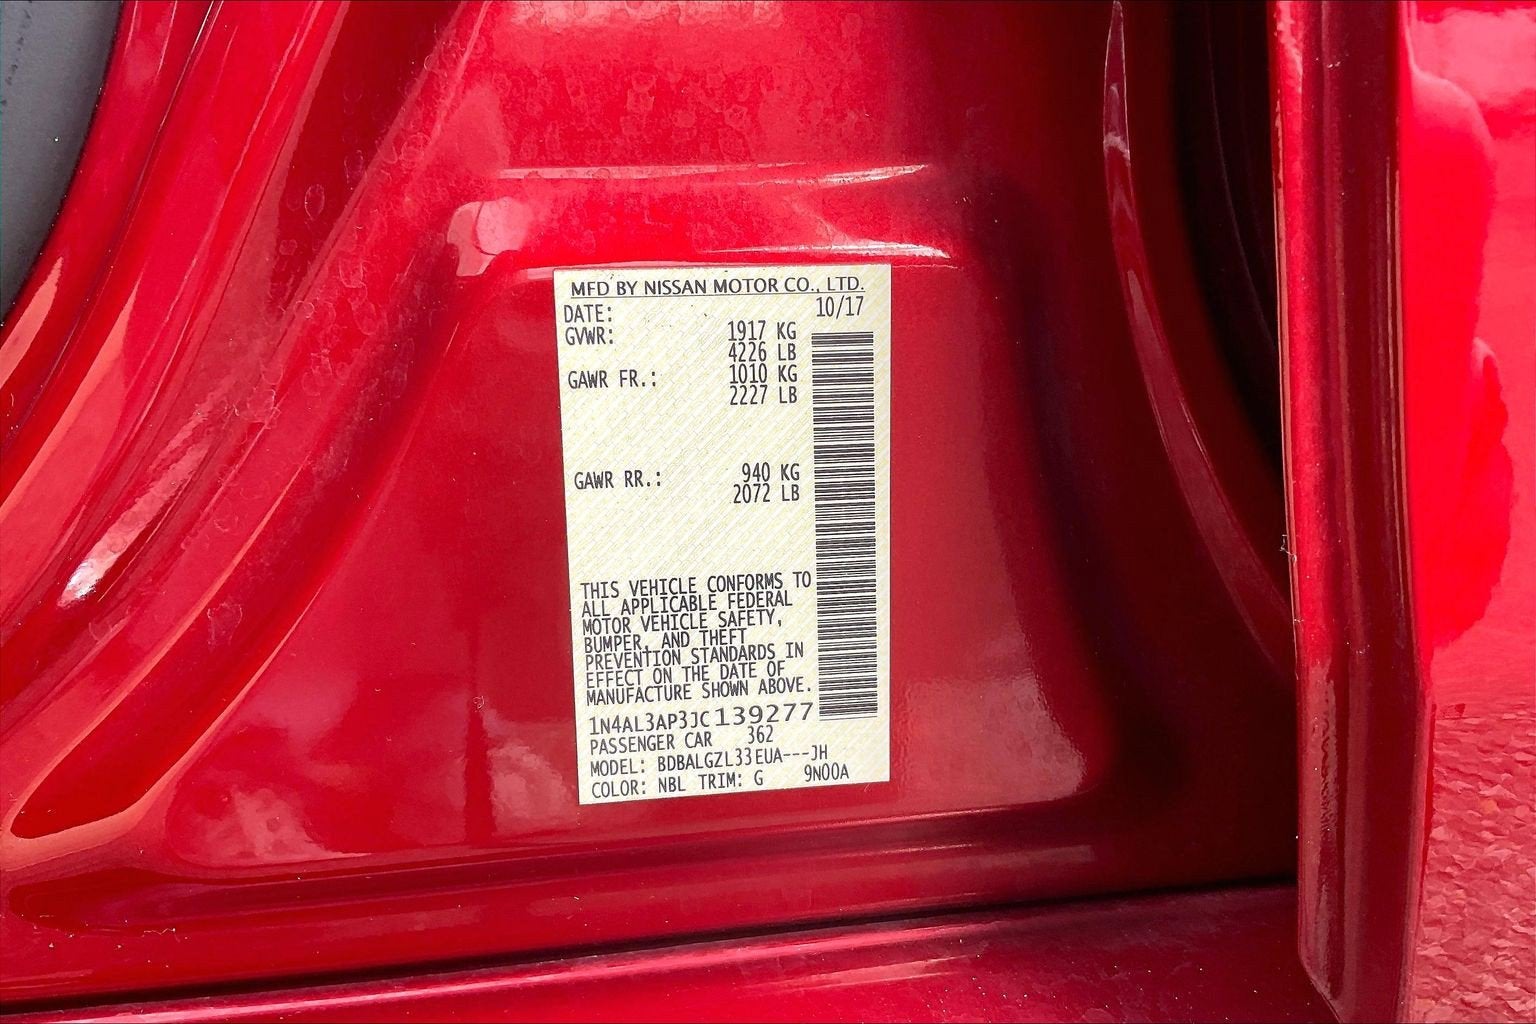 MFD BY NISSAN MOTOR CO., LTD.
DATE: 10/17
GVWR: 1917 KG
4226 LB
GAWR FR.: 1010 KG
2227 LB
GAWR RR.: 940 KG
2072 LB
THIS VEHICLE CONFORMS TO
ALL APPLICABLE FEDERAL
MOTOR VEHICLE SAFETY,
BUMPER, AND THEFT
PREVENTION STANDARDS IN
EFFECT ON THE DATE OF
MANUFACTURE SHOWN ABOVE.
1N4AL3AP3JC139277
PASSENGER CAR 362
MODEL: BDBALGZL33EUA---JH
COLOR: NBL TRIM: G 9N00A